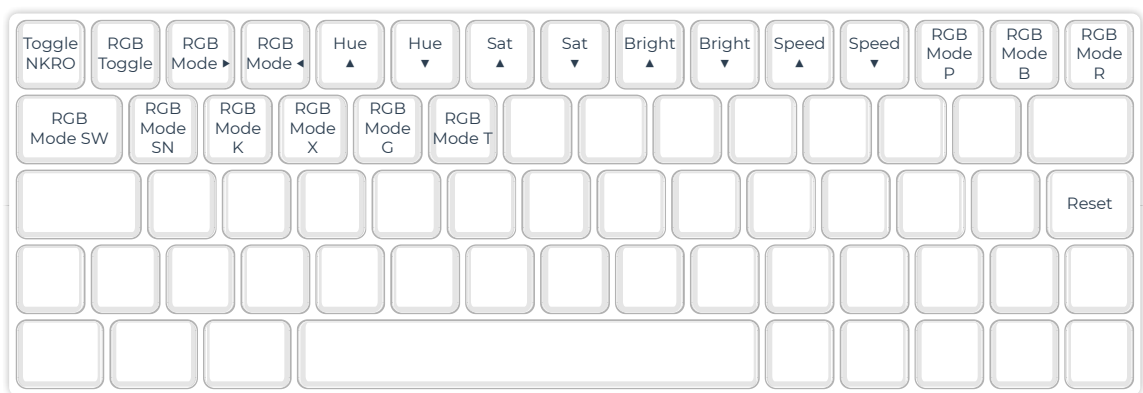 Toggle
NKRO
RGB
Toggle
RGB
Mode ▸
RGB
Mode ◂
Hue
▲
Hue
▼
Sat
▲
Sat
▼
Bright
▲
Bright
▼
Speed
▲
Speed
▼
RGB
Mode
P
RGB
Mode
B
RGB
Mode
R
RGB
Mode SW
RGB
Mode
SN
RGB
Mode
K
RGB
Mode
X
RGB
Mode
G
RGB
Mode T
Reset